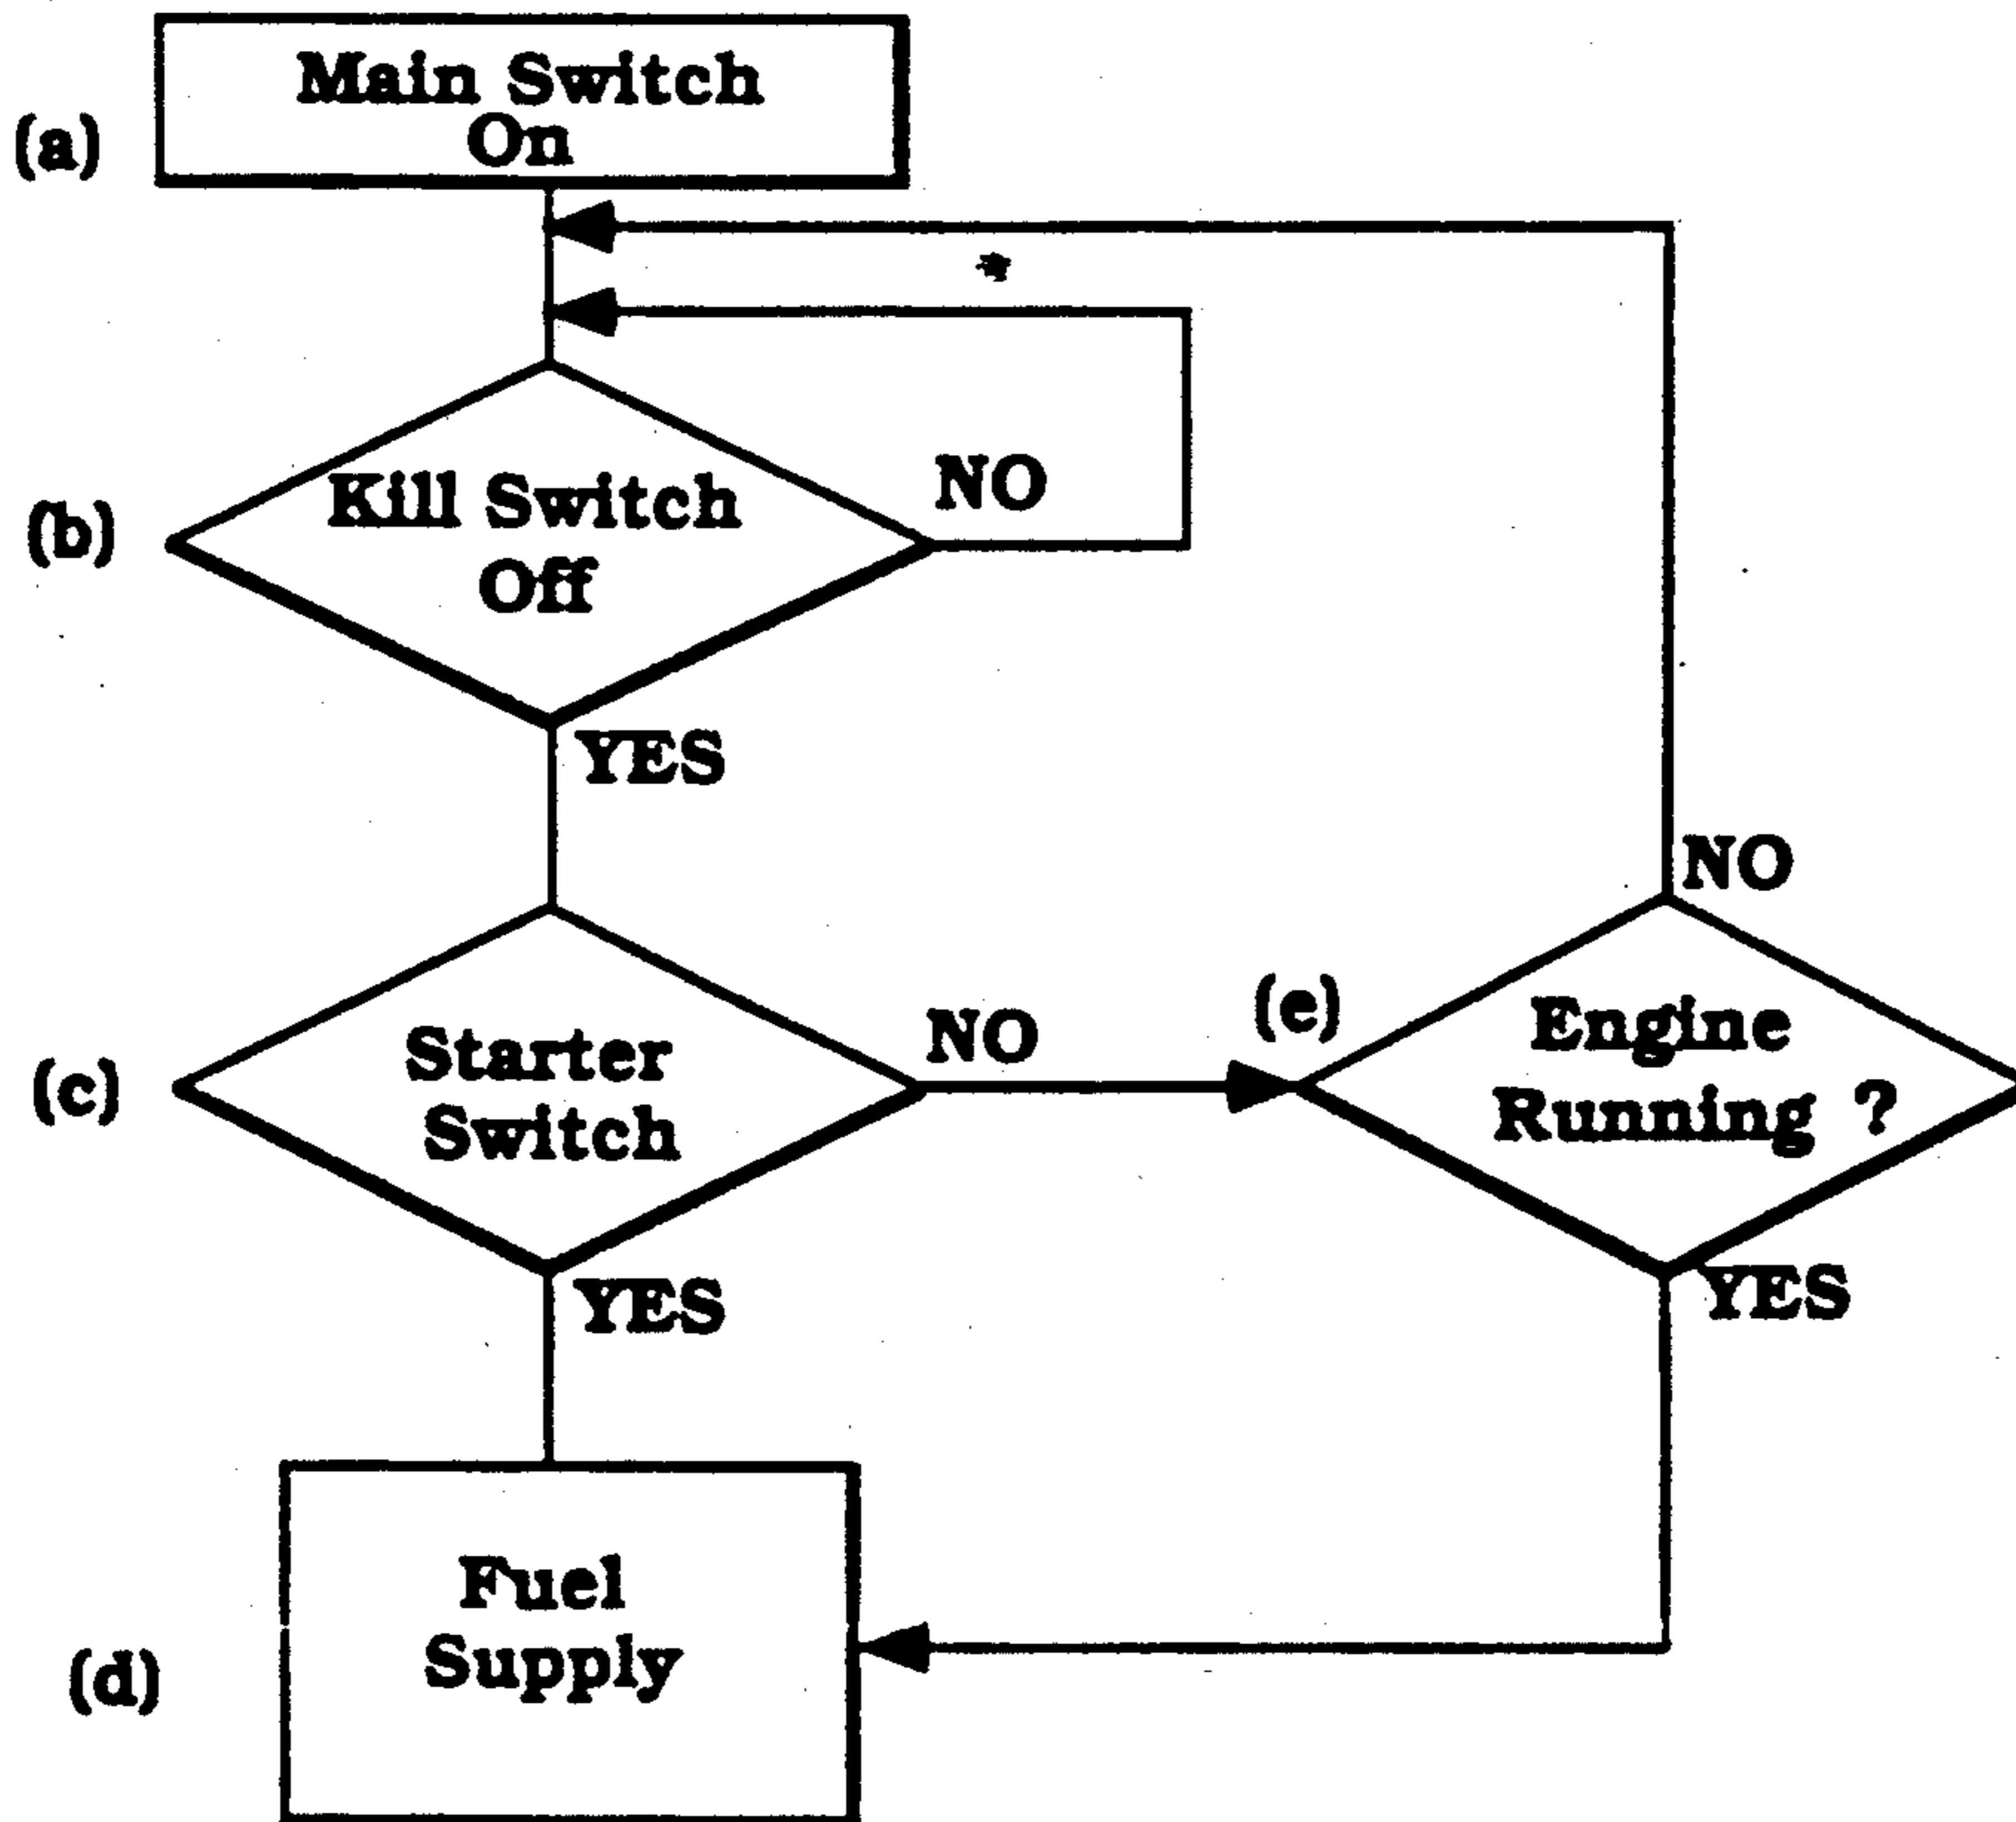 Main Switch
On
(a)
Kill Switch
Off
(b)
NO
YES
Starter
Switch
(c)
NO
YES
(e)
Engine
Running ?
NO
YES
Fuel
Supply
(d)